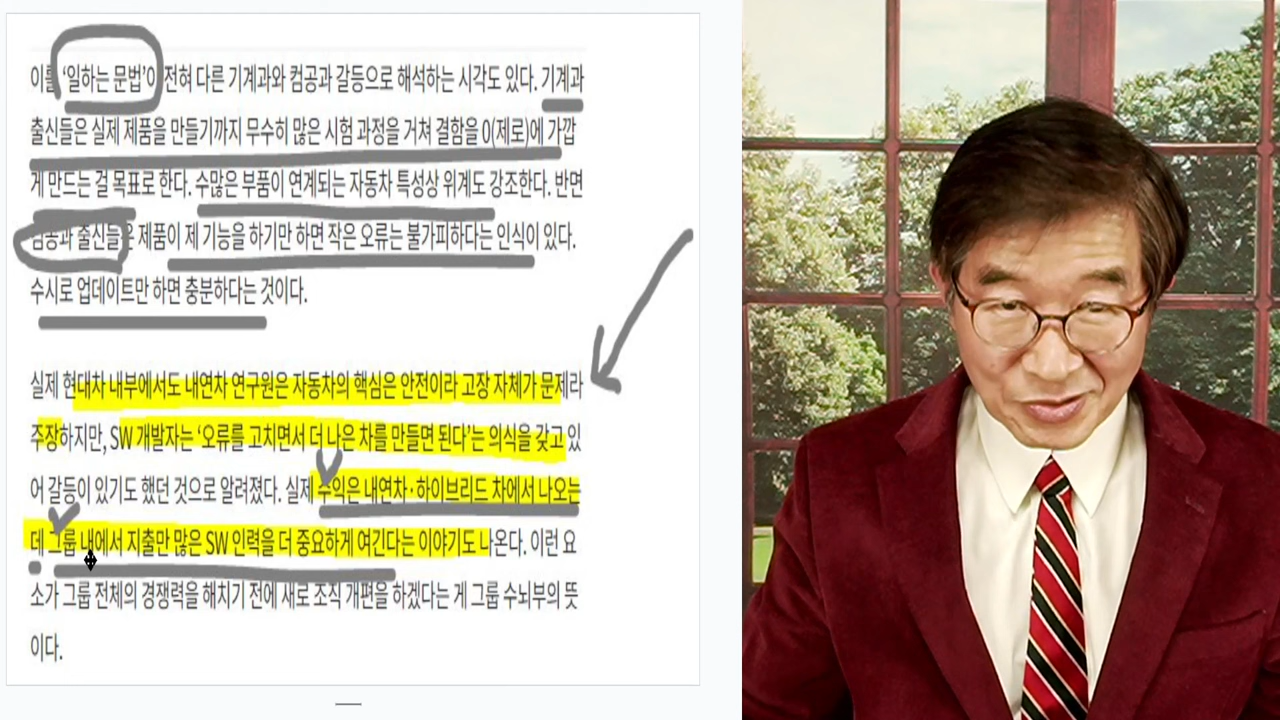 이를 ‘일하는 문법’이 전혀 다른 기계과와 컴공과 갈등으로 해석하는 시각도 있다. 기계과
출신들은 실제 제품을 만들기까지 무수히 많은 시험 과정을 거쳐 결함을 0(제로)에 가깝
게 만드는 걸 목표로 한다. 수많은 부품이 연계되는 자동차 특성상 위계도 강조한다. 반면
컴공과 출신들은 제품이 제 기능을 하기만 하면 작은 오류는 불가피하다는 인식이 있다.
수시로 업데이트만 하면 충분하다는 것이다.
실제 현대차 내부에서도 내연차 연구원은 자동차의 핵심은 안전이라 고장 자체가 문제라
주장하지만, SW 개발자는 ‘오류를 고치면서 더 나은 차를 만들면 된다’는 의식을 갖고 있
어 갈등이 있기도 했던 것으로 알려졌다. 실제 수익은 내연차·하이브리드 차에서 나오는
데 그룹 내에서 지출만 많은 SW 인력을 더 중요하게 여긴다는 이야기도 나온다. 이런 요
소가 그룹 전체의 경쟁력을 해치기 전에 새로 조직 개편을 하겠다는 게 그룹 수뇌부의 뜻
이다.